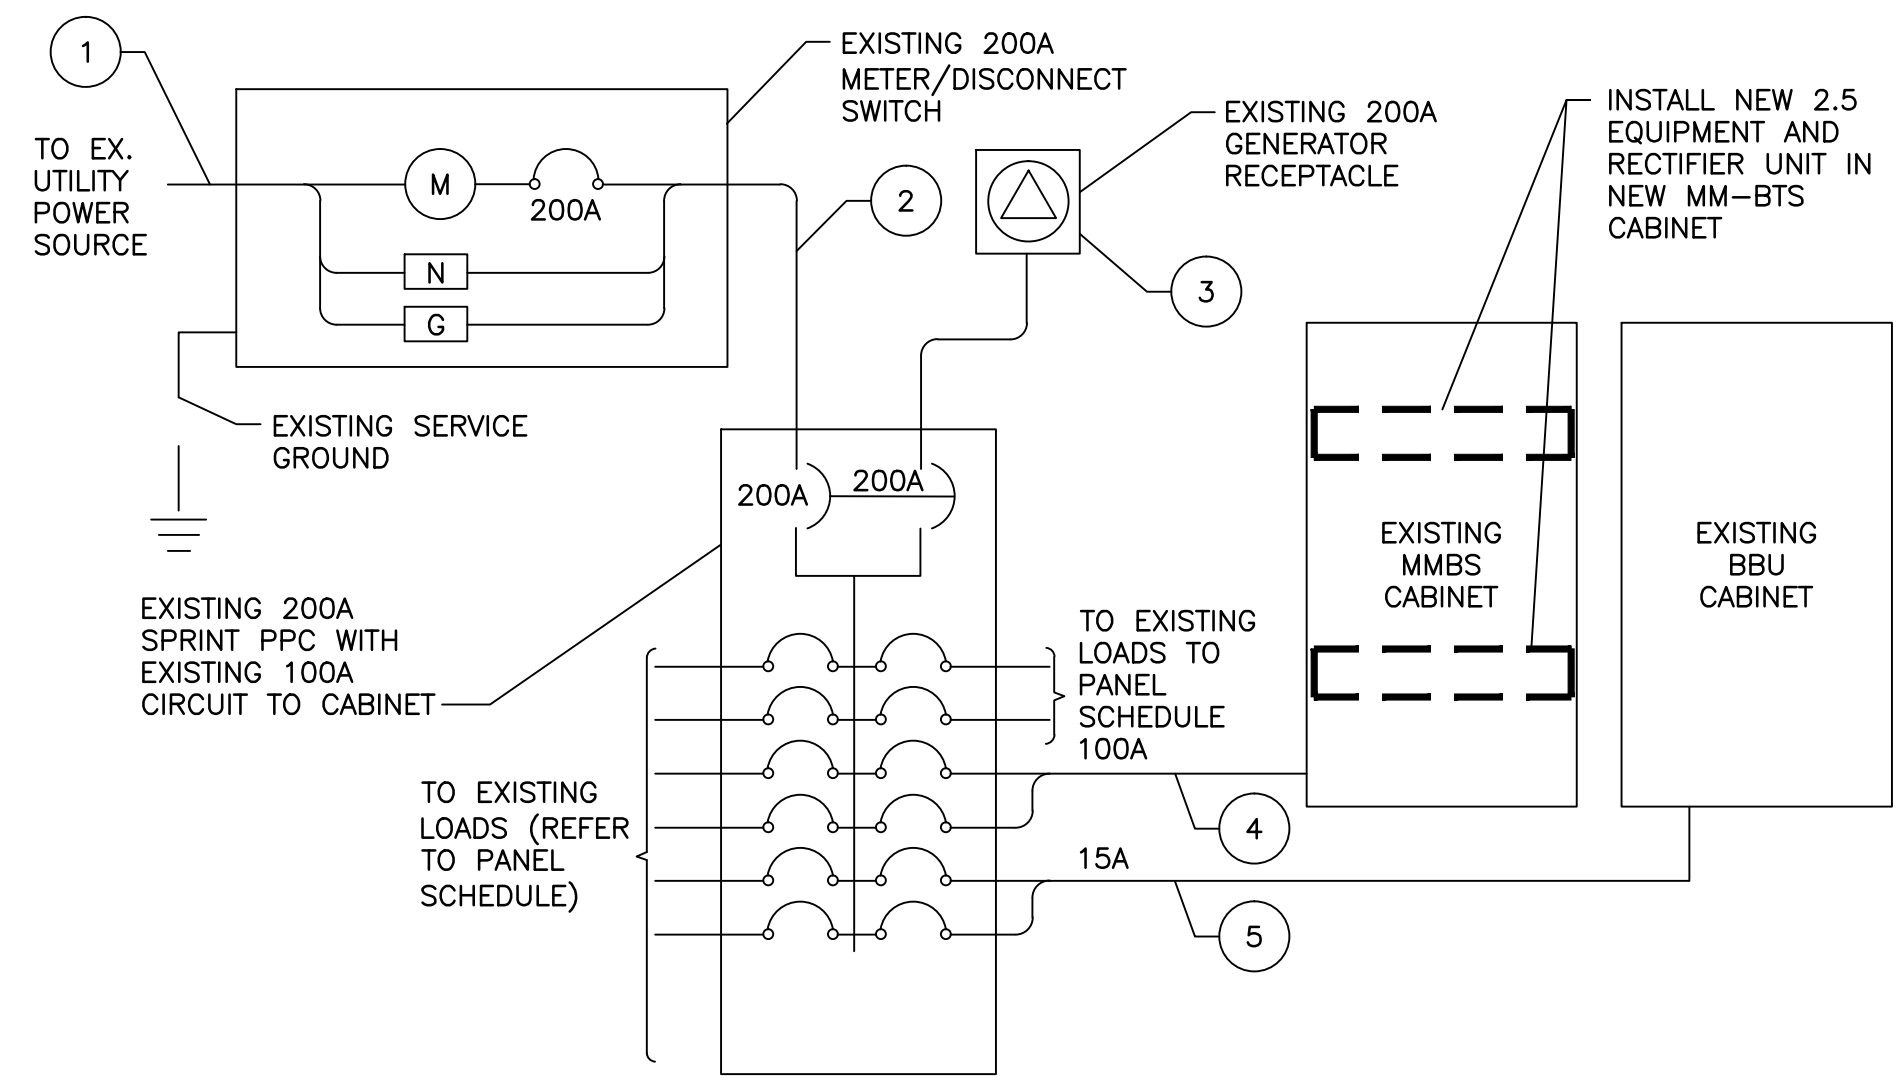 1
TO EX.
UTILITY
POWER
SOURCE
M
200A
N
G
EXISTING 200A
METER/DISCONNECT
SWITCH
2
EXISTING 200A
GENERATOR
RECEPTACLE
3
INSTALL NEW 2.5
EQUIPMENT AND
RECTIFIER UNIT IN
NEW MM-BTS
CABINET
EXISTING SERVICE
GROUND
200A
200A
EXISTING 200A
SPRINT PPC WITH
EXISTING 100A
CIRCUIT TO CABINET
TO EXISTING
LOADS (REFER
TO PANEL
SCHEDULE)
TO EXISTING
LOADS TO
PANEL
SCHEDULE
100A
4
15A
5
EXISTING
MMBS
CABINET
EXISTING
BBU
CABINET